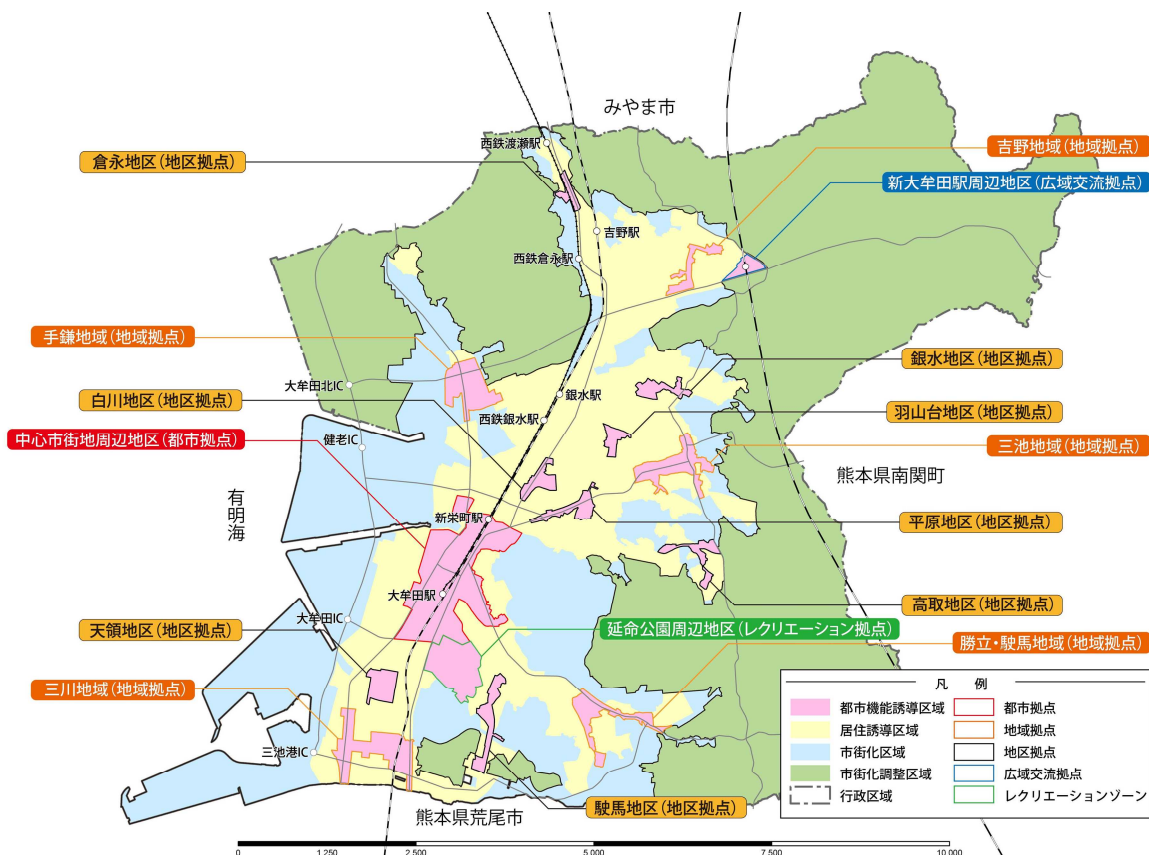 みやま市
西鉄渡瀬駅
吉野地域(地域拠点)
倉永地区(地区拠点)
新大牟田駅周辺地区(広域交流拠点)
吉野駅
西鉄倉永駅
手鎌地域(地域拠点)
銀水地区(地区拠点)
大牟田北IC
銀水駅
白川地区(地区拠点)
西鉄銀水駅
羽山台地区(地区拠点)
中心市街地周辺地区(都市拠点)
健老IC
三池地域(地域拠点)
熊本県南関町
有明海
新栄町駅
平原地区(地区拠点)
大牟田駅
高取地区(地区拠点)
大牟田IC
天領地区(地区拠点)
延命公園周辺地区(レクリエーション拠点)
勝立・駛馬地域(地域拠点)
三川地域(地域拠点)
三池港IC
駛馬地区(地区拠点)
熊本県荒尾市
凡 例
都市機能誘導区域
都市拠点
居住誘導区域
地域拠点
市街化区域
地区拠点
市街化調整区域
広域交流拠点
行政区域
レクリエーションゾーン
0 1,250 2,500 5,000 7,500 10,000